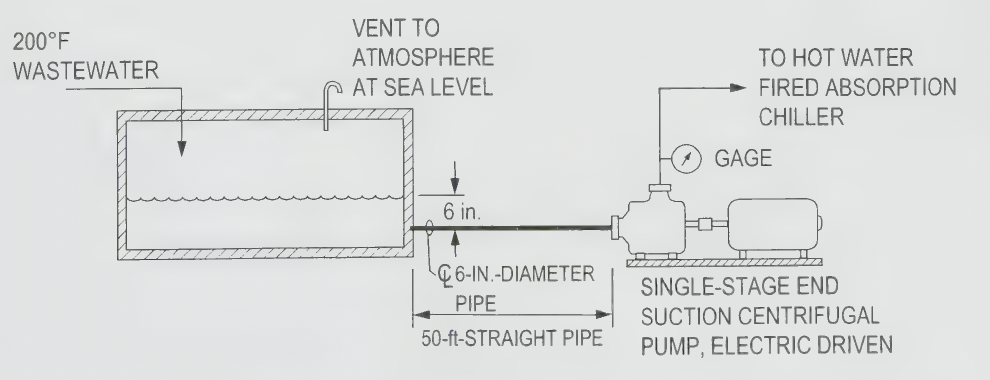 200°F
WASTEWATER
VENT TO
ATMOSPHERE
AT SEA LEVEL
TO HOT WATER
FIRED ABSORPTION
CHILLER
GAGE
6 in.
℄ 6-IN.-DIAMETER
PIPE
50-ft-STRAIGHT PIPE
SINGLE-STAGE END
SUCTION CENTRIFUGAL
PUMP, ELECTRIC DRIVEN